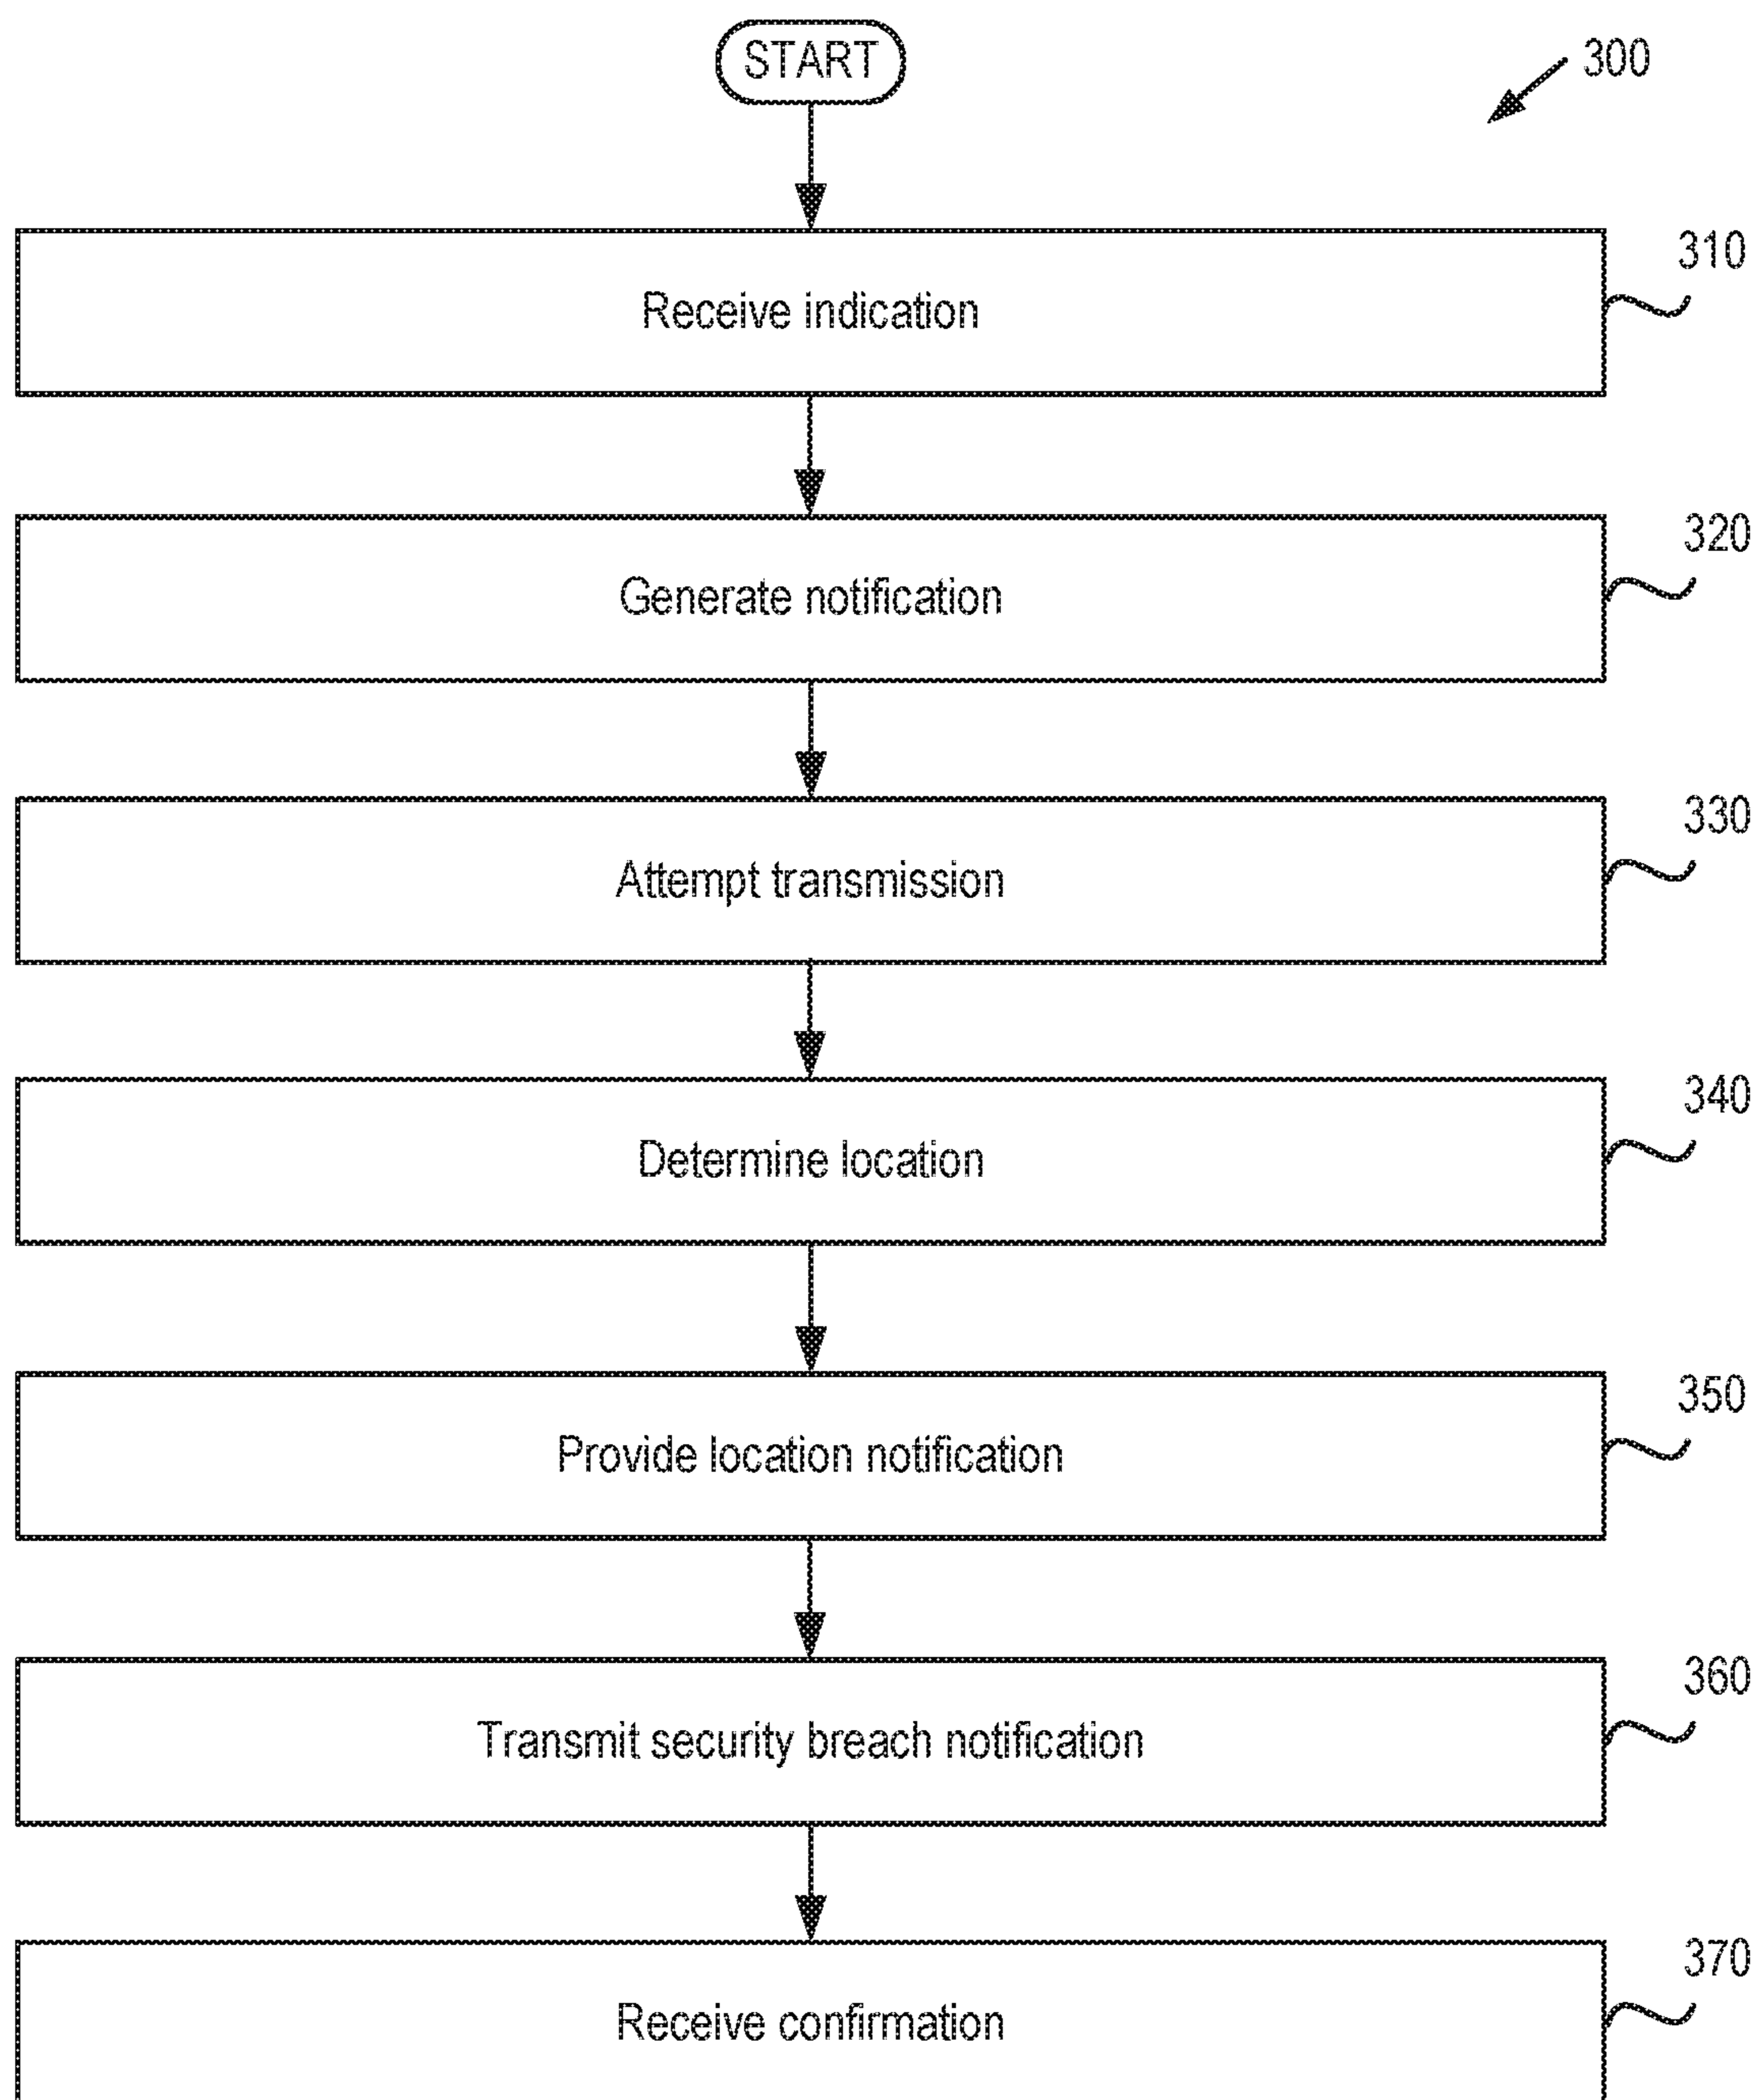 START
300
310
Receive indication
320
Generate notification
330
Attempt transmission
340
Determine location
350
Provide location notification
360
Transmit security breach notification
370
Receive confirmation